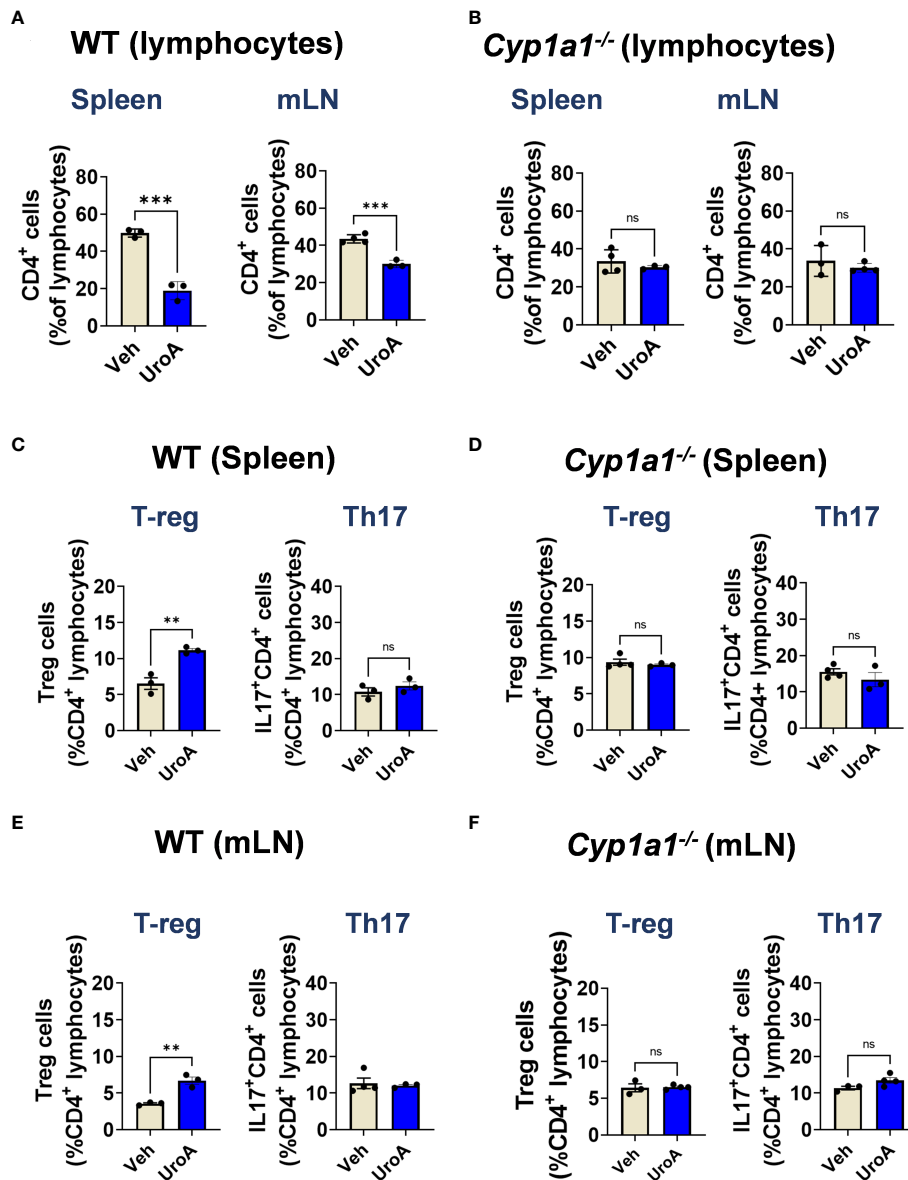 A
WT (lymphocytes)
Spleen
mLN
CD4⁺ cells
(%of lymphocytes)
80
60
40
20
0
***
Veh
UroA
CD4⁺ cells
(%of lymphocytes)
80
60
40
20
0
***
Veh
UroA
B
Cyp1a1⁻/⁻ (lymphocytes)
Spleen
mLN
CD4⁺ cells
(%of lymphocytes)
80
60
40
20
0
ns
Veh
UroA
CD4⁺ cells
(%of lymphocytes)
80
60
40
20
0
ns
Veh
UroA
C
WT (Spleen)
T-reg
Th17
Treg cells
(%CD4⁺ lymphocytes)
20
15
10
5
0
**
Veh
UroA
IL17⁺CD4⁺ cells
(%CD4⁺ lymphocytes)
40
30
20
10
0
ns
Veh
UroA
D
Cyp1a1⁻/⁻ (Spleen)
T-reg
Th17
Treg cells
(%CD4⁺ lymphocytes)
20
15
10
5
0
ns
Veh
UroA
IL17⁺CD4⁺ cells
(%CD4+ lymphocytes)
40
30
20
10
0
ns
Veh
UroA
E
WT (mLN)
T-reg
Th17
Treg cells
(%CD4⁺ lymphocytes)
20
15
10
5
0
**
Veh
UroA
IL17⁺CD4⁺ cells
(%CD4⁺ lymphocytes)
40
30
20
10
0
Veh
UroA
F
Cyp1a1⁻/⁻ (mLN)
T-reg
Th17
Treg cells
(%CD4⁺ lymphocytes)
20
15
10
5
0
ns
Veh
UroA
IL17⁺CD4⁺ cells
(%CD4⁺ lymphocytes)
40
30
20
10
0
ns
Veh
UroA